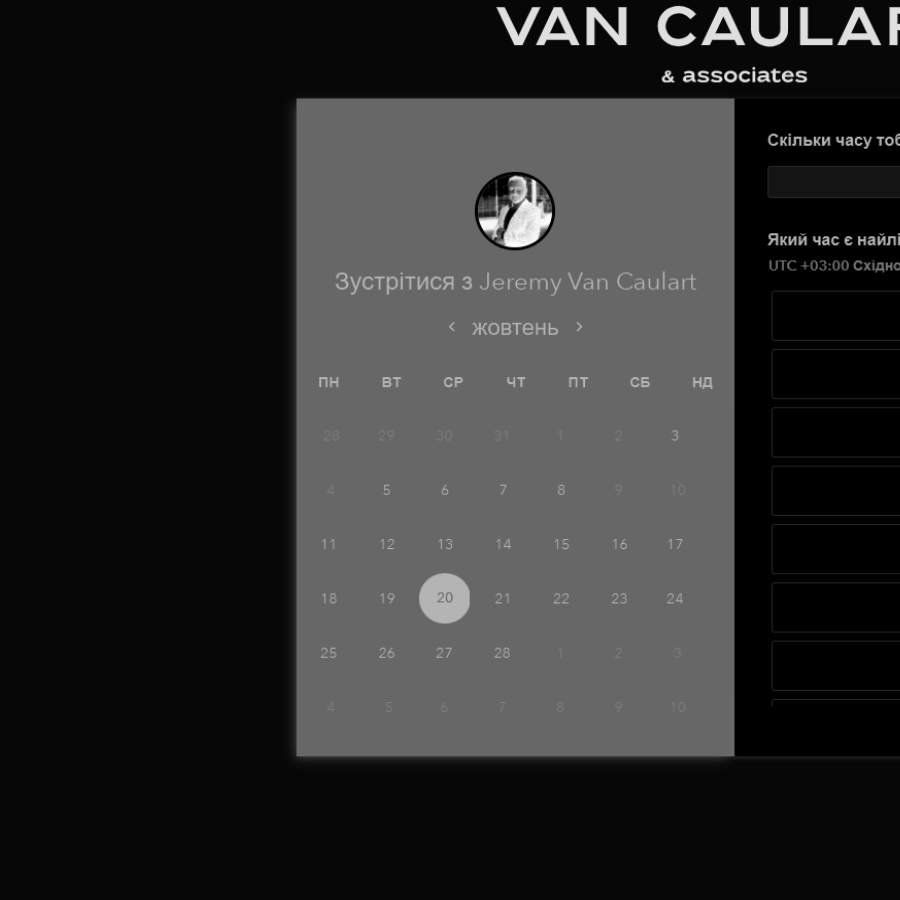 VAN CAULAR
& associates
Скільки часу тоб
Який час є найлі
UTC +03:00 Східно
Зустрітися з Jeremy Van Caulart
жовтень
ПН ВТ СР ЧТ ПТ СБ НД
28 29 30 31 1 2 3
4 5 6 7 8 9 10
11 12 13 14 15 16 17
18 19 20 21 22 23 24
25 26 27 28 1 2 3
4 5 6 7 8 9 10